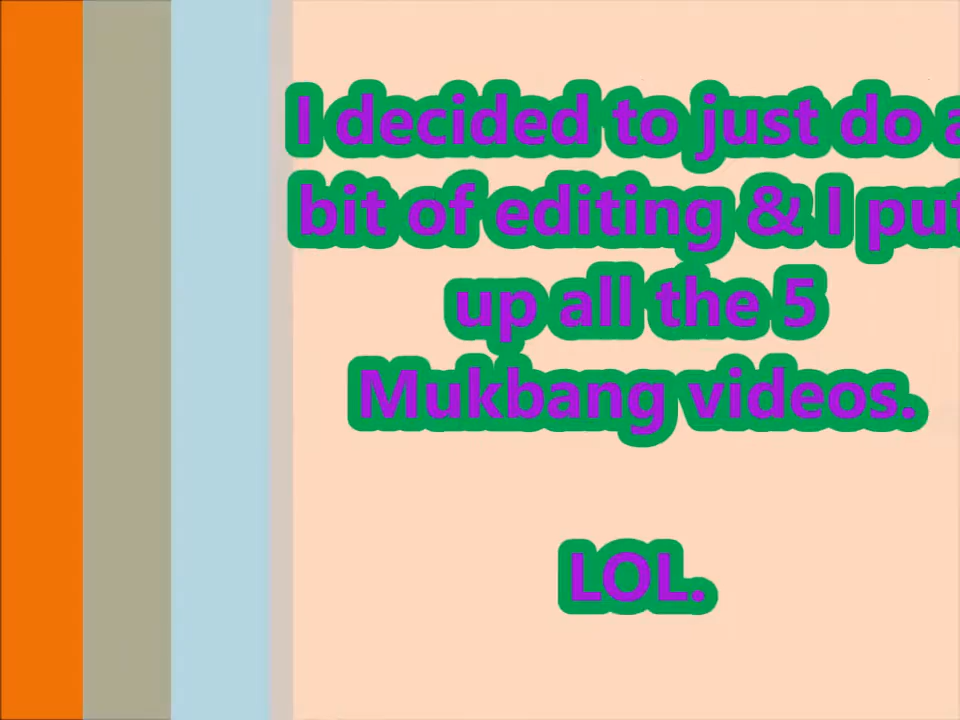 I decided to just do a
bit of editing & I put
up all the 5
Mukbang videos.
LOL.